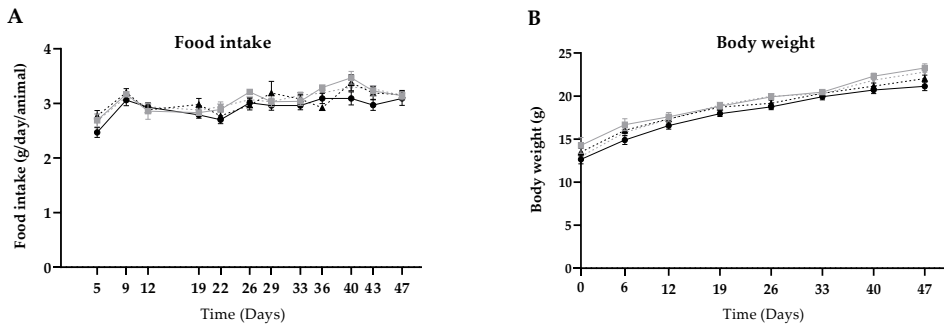 A
Food intake
Food intake (g/day/animal)
4
3
2
1
0
5 9 12 19 22 26 29 33 36 40 43 47
Time (Days)
B
Body weight
Body weight (g)
25
20
15
10
5
0
0 6 12 19 26 33 40 47
Time (Days)